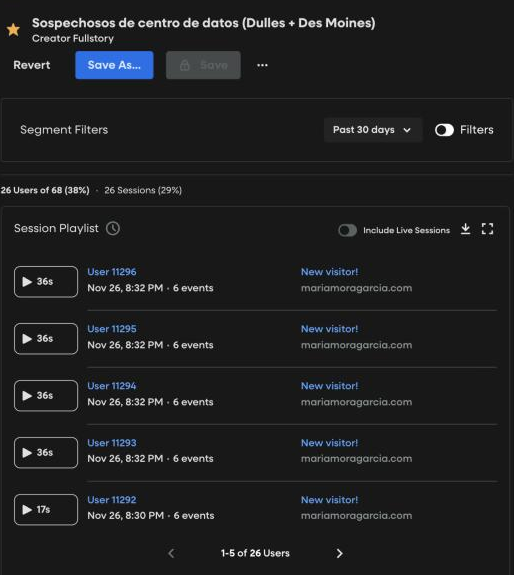 Sospechosos de centro de datos (Dulles + Des Moines)
Creator Fullstory
Revert
Save As...
Save
...
Segment Filters
Past 30 days
Filters
26 Users of 68 (38%) · 26 Sessions (29%)
Session Playlist
Include Live Sessions
36s
User 11296
New visitor!
Nov 26, 8:32 PM · 6 events
mariamoragarcia.com
36s
User 11295
New visitor!
Nov 26, 8:32 PM · 6 events
mariamoragarcia.com
36s
User 11294
New visitor!
Nov 26, 8:32 PM · 6 events
mariamoragarcia.com
36s
User 11293
New visitor!
Nov 26, 8:32 PM · 6 events
mariamoragarcia.com
17s
User 11292
New visitor!
Nov 26, 8:30 PM · 6 events
mariamoragarcia.com
1-5 of 26 Users